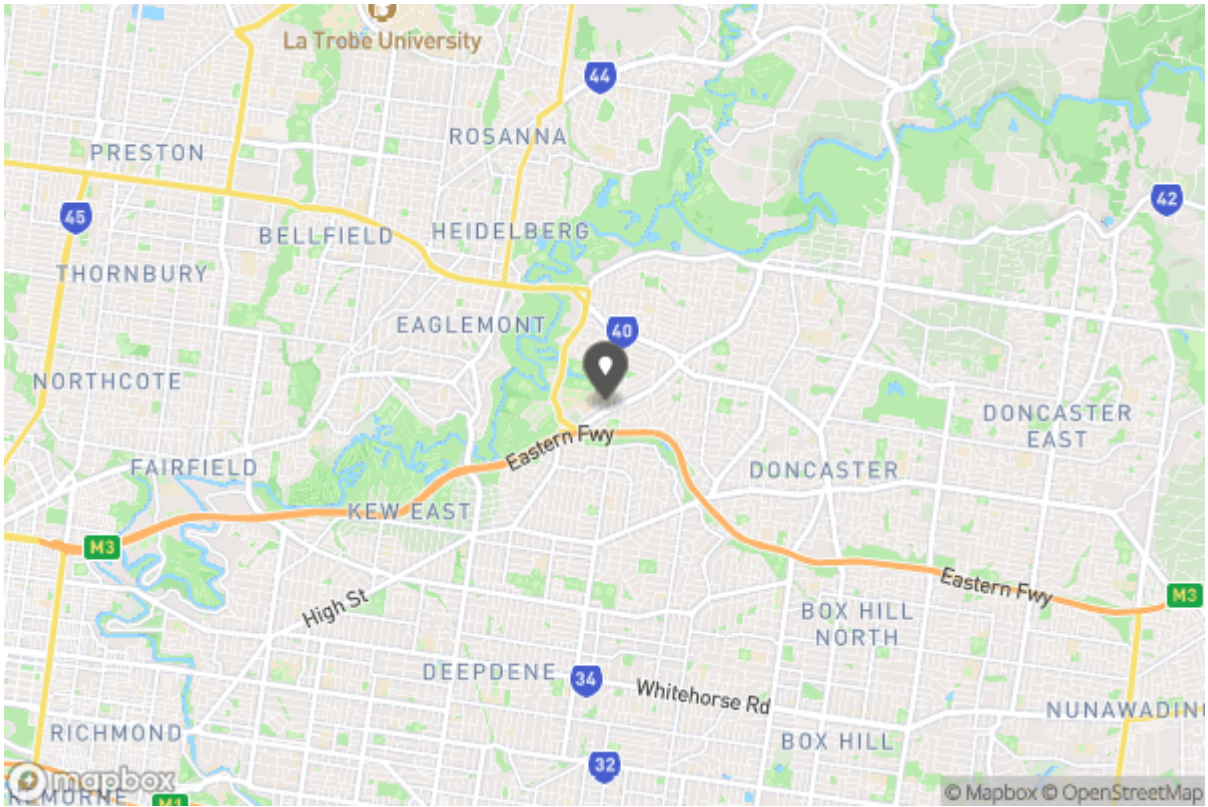 La Trobe University
44
ROSANNA
PRESTON
42
45
HEIDELBERG
BELLFIELD
THORNBURY
EAGLEMONT
40
NORTHCOTE
DONCASTER
EAST
Eastern Fwy
FAIRFIELD
DONCASTER
KEW EAST
M3
Eastern Fwy
M3
High St
BOX HILL
NORTH
DEEPDENE
34
Whitehorse Rd
NUNAWADING
RICHMOND
BOX HILL
32
mapbox
REMORNE
M1
© Mapbox © OpenStreetMap